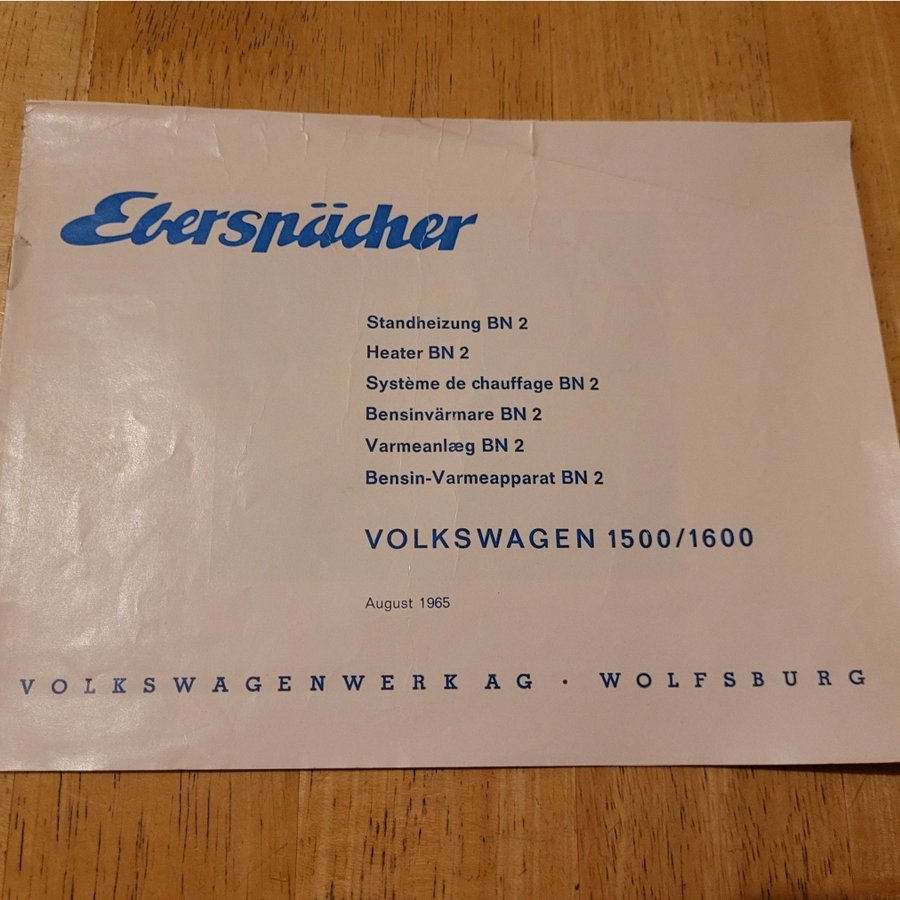 Eberspächer
Standheizung BN 2
Heater BN 2
Système de chauffage BN 2
Bensinvärmare BN 2
Varmeanlæg BN 2
Bensin-Varmeapparat BN 2
VOLKSWAGEN 1500/1600
August 1965
VOLKSWAGENWERK AG · WOLFSBURG